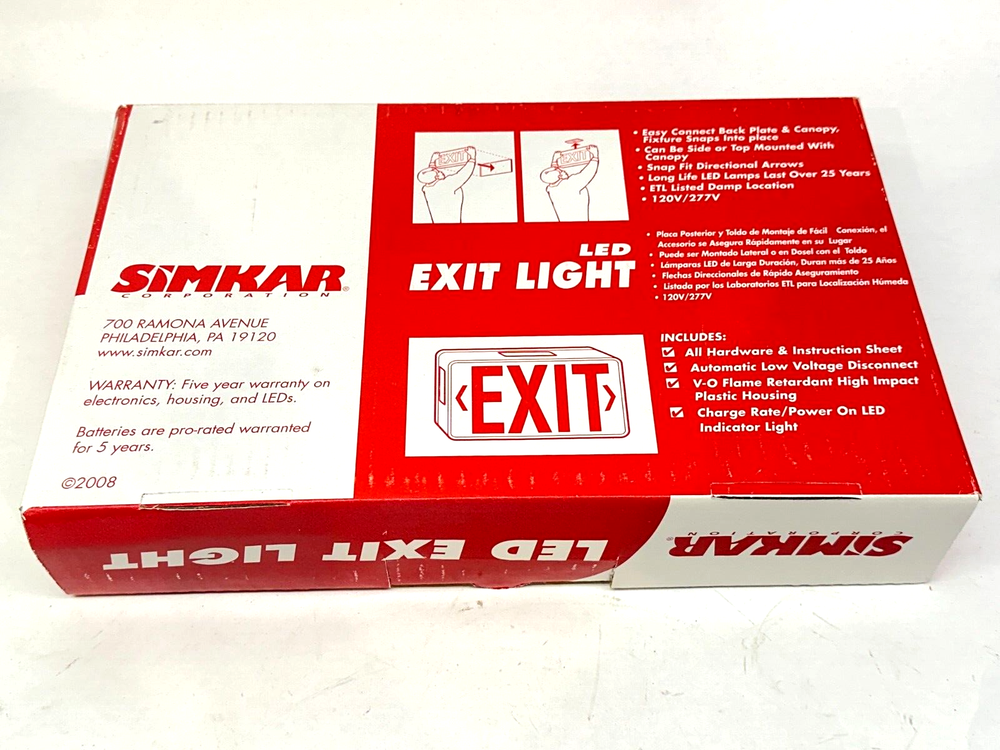 SIMKAR®
CORPORATION
700 RAMONA AVENUE
PHILADELPHIA, PA 19120
www.simkar.com
WARRANTY: Five year warranty on
electronics, housing, and LEDs.
Batteries are pro-rated warranted
for 5 years.
©2008
EXIT
EXIT
LED
EXIT LIGHT
• Easy Connect Back Plate & Canopy,
Fixture Snaps Into place
• Can Be Side or Top Mounted With
Canopy
• Snap Fit Directional Arrows
• Long Life LED Lamps Last Over 25 Years
• ETL Listed Damp Location
• 120V/277V
• Placa Posterior y Toldo de Montaje de Fácil Conexión, el
Accesorio se Asegura Rápidamente en su Lugar
• Puede ser Montado Lateral o en Dosel con el Toldo
• Lámparas LED de Larga Duración, Duran más de 25 Años
• Flechas Direccionales de Rápido Aseguramiento
• Listada por los Laboratorios ETL para Localización Húmeda
• 120V/277V
<EXIT>
INCLUDES:
☑ All Hardware & Instruction Sheet
☑ Automatic Low Voltage Disconnect
☑ V-O Flame Retardant High Impact
Plastic Housing
☑ Charge Rate/Power On LED
Indicator Light
LED EXIT LIGHT
SIMKAR®
CORPORATION